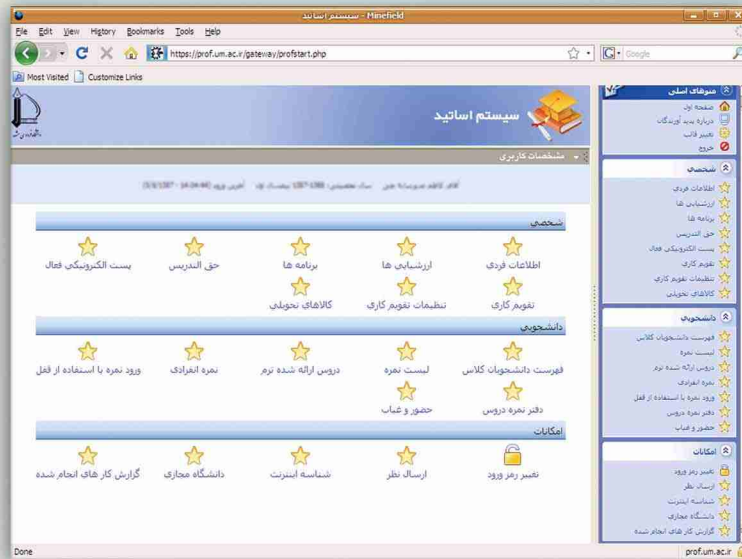 سیستم اساتید - Minefield
File Edit View History Bookmarks Tools Help
https://prof.um.ac.ir/gateway/profstart.php
Google
Most Visited Customize Links
سیستم اساتید
مشخصات کاربری
شخصی
اطلاعات فردی ارزشیابی ها برنامه ها حق التدریس پست الکترونیکی فعال
تقویم کاری تنظیمات تقویم کاری کالاهای تحویلی
دانشجویی
فهرست دانشجویان کلاس لیست نمره دروس ارائه شده ترم نمره انفرادی ورود نمره با استفاده از قفل
دفتر نمره دروس حضور و غیاب
امکانات
تغییر رمز ورود ارسال نظر شناسه اینترنت دانشگاه مجازی گزارش کار های انجام شده
منوهای اصلی
صفحه اول
درباره پدید آورندگان
تغییر قالب
خروج
شخصی
اطلاعات فردی
ارزشیابی ها
برنامه ها
حق التدریس
پست الکترونیکی فعال
تقویم کاری
تنظیمات تقویم کاری
کالاهای تحویلی
دانشجویی
فهرست دانشجویان کلاس
لیست نمره
دروس ارائه شده ترم
نمره انفرادی
ورود نمره با استفاده از قفل
دفتر نمره دروس
حضور و غیاب
امکانات
تغییر رمز ورود
ارسال نظر
شناسه اینترنت
دانشگاه مجازی
گزارش کار های انجام شده
Done
prof.um.ac.ir